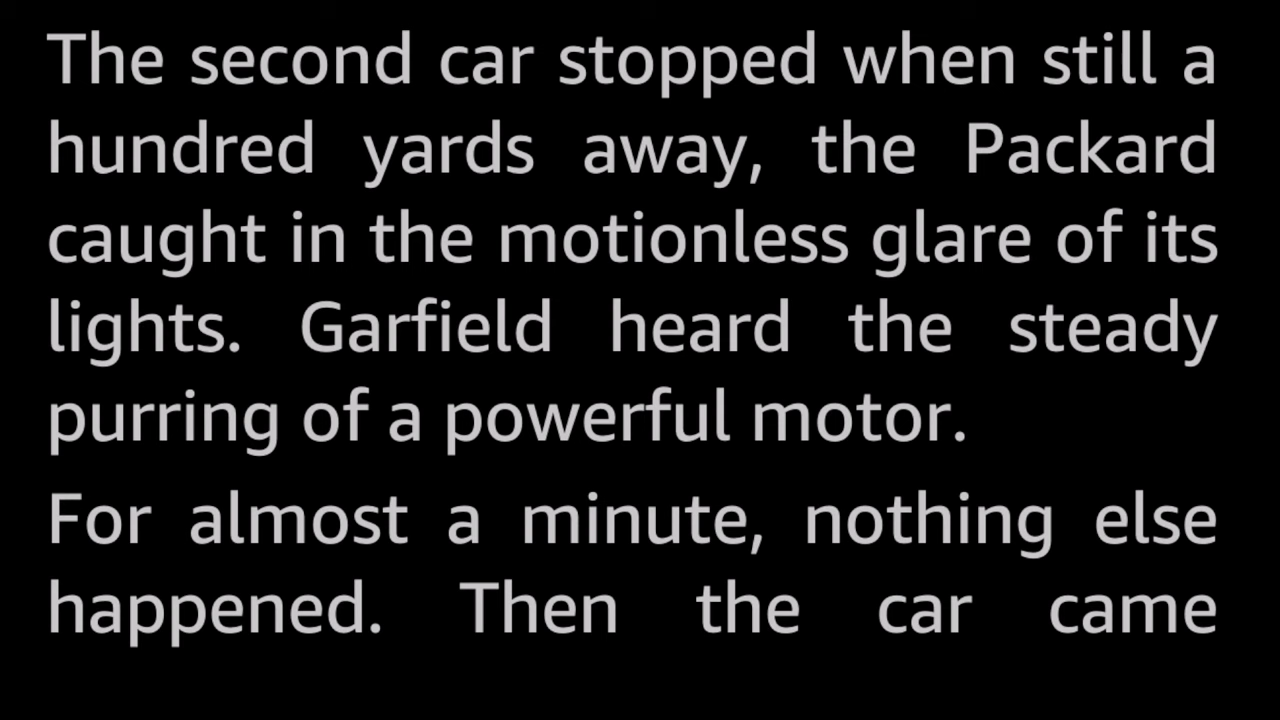 The second car stopped when still a
hundred yards away, the Packard
caught in the motionless glare of its
lights. Garfield heard the steady
purring of a powerful motor.
For almost a minute, nothing else
happened. Then the car came